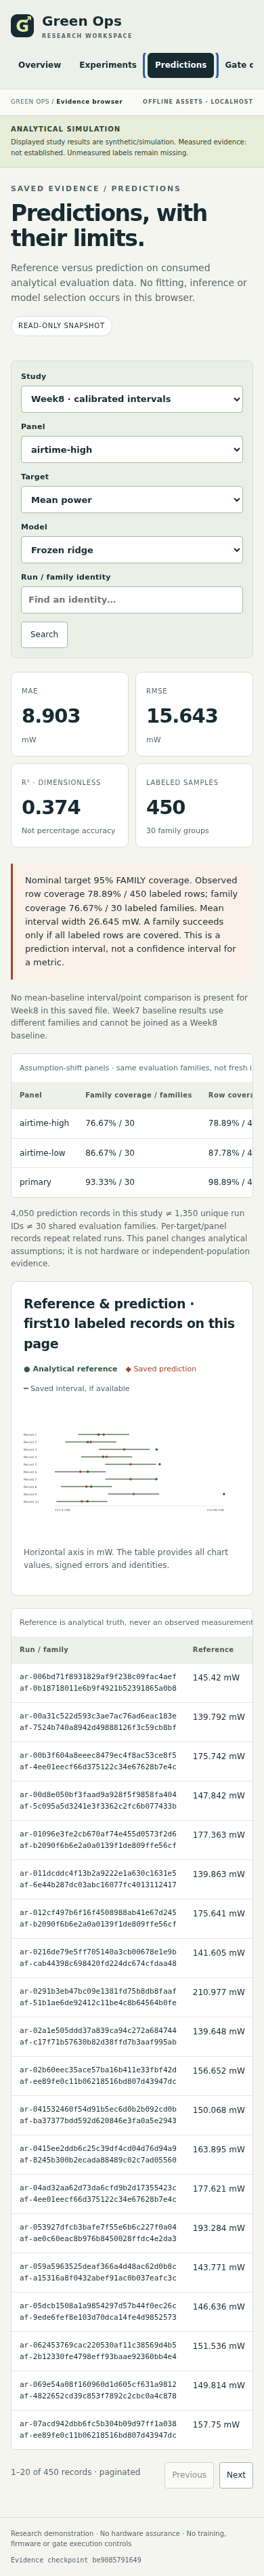 G
Green Ops
RESEARCH WORKSPACE
Overview Experiments Predictions Gate
GREEN OPS / Evidence browser OFFLINE ASSETS · LOCALHOST
ANALYTICAL SIMULATION
Displayed study results are synthetic/simulation. Measured evidence:
not established. Unmeasured labels remain missing.
SAVED EVIDENCE / PREDICTIONS
Predictions, with
their limits.
Reference versus prediction on consumed
analytical evaluation data. No fitting, inference or
model selection occurs in this browser.
READ-ONLY SNAPSHOT
Study
Week8 · calibrated intervals
Panel
airtime-high
Target
Mean power
Model
Frozen ridge
Run / family identity
Find an identity…
Search
MAE
8.903
mW
RMSE
15.643
mW
R² · DIMENSIONLESS
0.374
Not percentage accuracy
LABELED SAMPLES
450
30 family groups
Nominal target 95% FAMILY coverage. Observed
row coverage 78.89% / 450 labeled rows; family
coverage 76.67% / 30 labeled families. Mean
interval width 26.645 mW. A family succeeds
only if all labeled rows are covered. This is a
prediction interval, not a confidence interval for
a metric.
No mean-baseline interval/point comparison is present for
Week8 in this saved file. Week7 baseline results use
different families and cannot be joined as a Week8
baseline.
Assumption-shift panels · same evaluation families, not fresh
Panel Family coverage / families Row
airtime-high 76.67% / 30 78.89% /
airtime-low 86.67% / 30 87.78% /
primary 93.33% / 30 98.89% /
4,050 prediction records in this study ≠ 1,350 unique run
IDs ≠ 30 shared evaluation families. Per-target/panel
records repeat related runs. This panel changes analytical
assumptions; it is not hardware or independent-population
evidence.
Reference & prediction ·
first10 labeled records on this
page
● Analytical reference ◆ Saved prediction
━ Saved interval, if available
Record 1
Record 2
Record 3
Record 4
Record 5
Record 6
Record 7
Record 8
Record 9
Record 10
Horizontal axis in mW. The table provides all chart
values, signed errors and identities.
Reference is analytical truth, never an observed measurement
Run / family Reference
ar-006bd71f8931829af9f238c09fac4aef 145.42 mW
af-0b18718011e6b9f4921b52391865a0b8
ar-00a31c522d593c3ae7ac76ad6eac183e 139.792 mW
af-7524b740a8942d49888126f3c59cb8bf
ar-00b3f604a8eeec8479ec4f8ac53ce8f5 175.742 mW
af-4ee01eecf66d375122c34e67628b7e4c
ar-00d8e050bf3faad9a928f5f9858fa404 147.842 mW
af-5c095a5d3241e3f3362c2fc6b077433b
ar-01096e3fe2cb670af74e455d0573f2d6 177.363 mW
af-b2090f6b6e2a0a0139f1de809ffe56cf
ar-011dcddc4f13b2a9222e1a630c1631e5 139.863 mW
af-6e44b287dc03abc16077fc4013112417
ar-012cf497b6f16f4508988ab41e67d245 175.641 mW
af-b2090f6b6e2a0a0139f1de809ffe56cf
ar-0216de79e5ff705140a3cb00678e1e9b 141.605 mW
af-cab44398c698420fd224dc674cfdaa48
ar-0291b3eb47bc09e1381fd75b8db8faaf 210.977 mW
af-51b1ae6de92412c11be4c8b64564b0fe
ar-02a1e505ddd37a839ca94c272a684744 139.648 mW
af-c17f71b57630b82d38ffd7b3aaf995ab
ar-02b60eec35ace57ba16b411e33fbf42d 156.652 mW
af-ee89fe0c11b06218516bd807d43947dc
ar-041532460f54d91b5ec6d0b2b092cd0b 150.068 mW
af-ba37377bdd592d620846e3fa0a5e2943
ar-0415ee2ddb6c25c39df4cd04d76d94a9 163.895 mW
af-8245b300b2ecada88489c02c7ad05560
ar-04ad32aa62d73da6cfd9b2d17355423c 177.621 mW
af-4ee01eecf66d375122c34e67628b7e4c
ar-053927dfcb3bafe7f55e6b6c227f0a04 193.284 mW
af-ae0c60eac8b976b8450028ffdc4e2da3
ar-059a5963525deaf366a4d48ac62d0b8c 143.771 mW
af-a15316a8f0432abef91ac0b037eafc3c
ar-05dcb1508a1a9854297d57b44f0ec26c 146.636 mW
af-9ede6fef8e103d70dca14fe4d9852573
ar-062453769cac220530af11c38569d4b5 151.536 mW
af-2b12330fe4798eff93baae92360bb4e4
ar-069e54a08f160960d1d605cf631a9812 149.814 mW
af-4822652cd39c853f7892c2cbc0a4c878
ar-07acd942dbb6fc5b304b09d97ff1a038 157.75 mW
af-ee89fe0c11b06218516bd807d43947dc
1–20 of 450 records · paginated Previous Next
Research demonstration · No hardware assurance · No training,
firmware or gate execution controls
Evidence checkpoint be9085791649